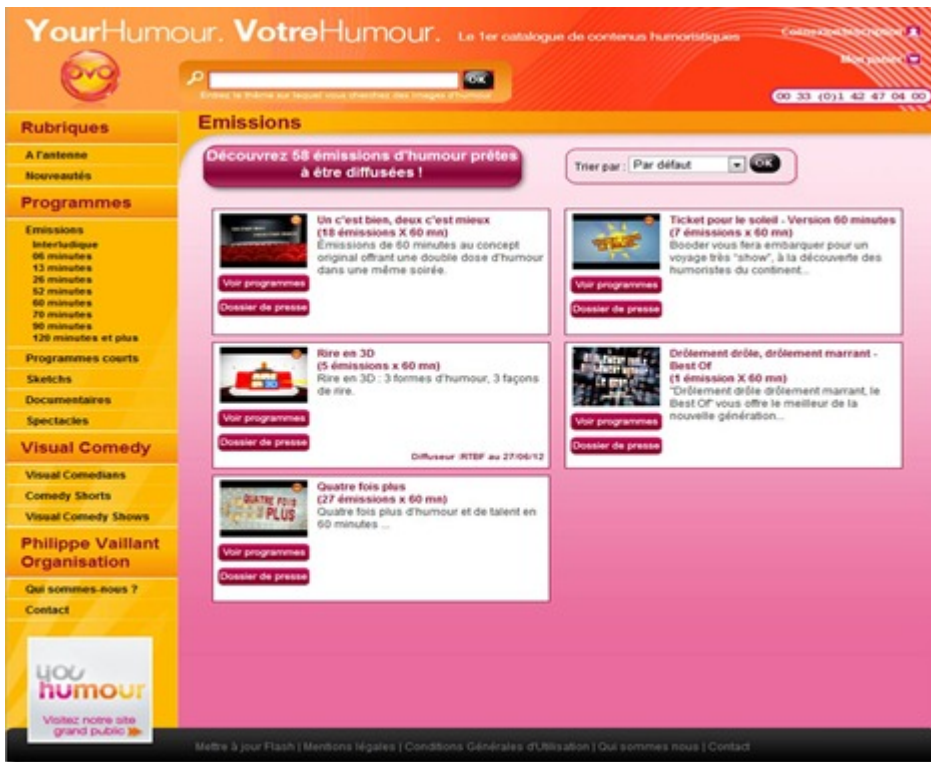 YourHumour. VotreHumour. Le 1er catalogue de contenus humoristiques
Connexion/Inscription
Mon panier
OVO
OK
Entrez le thème sur lequel vous cherchez des images d'humour
00 33 (0)1 42 47 04 00
Rubriques
A l'antenne
Nouveautés
Programmes
Emissions
Interludique
06 minutes
13 minutes
26 minutes
52 minutes
60 minutes
70 minutes
90 minutes
120 minutes et plus
Programmes courts
Sketchs
Documentaires
Spectacles
Visual Comedy
Visual Comedians
Comedy Shorts
Visual Comedy Shows
Philippe Vaillant
Organisation
Qui sommes-nous ?
Contact
you
humour
Visitez notre site
grand public
Emissions
Découvrez 58 émissions d'humour prêtes
à être diffusées !
Trier par : Par défaut OK
Un c'est bien, deux c'est mieux
(18 émissions X 60 mn)
Émissions de 60 minutes au concept
original offrant une double dose d'humour
dans une même soirée.
Voir programmes
Dossier de presse
Ticket pour le soleil - Version 60 minutes
(7 émissions x 60 mn)
Booder vous fera embarquer pour un
voyage très "show", à la découverte des
humoristes du continent...
Voir programmes
Dossier de presse
RIRE
EN 3D
Rire en 3D
(5 émissions x 60 mn)
Rire en 3D : 3 formes d'humour, 3 façons
de rire.
Voir programmes
Dossier de presse
Diffuseur :RTBF au 27/06/12
Drôlement drôle, drôlement marrant -
Best Of
(1 émission X 60 mn)
"Drôlement drôle drôlement marrant, le
Best Of" vous offre le meilleur de la
nouvelle génération...
Voir programmes
Dossier de presse
QUATRE FOIS
PLUS
Quatre fois plus
(27 émissions x 60 mn)
Quatre fois plus d'humour et de talent en
60 minutes ...
Voir programmes
Dossier de presse
Mettre à jour Flash | Mentions légales | Conditions Générales d'Utilisation | Qui sommes nous | Contact